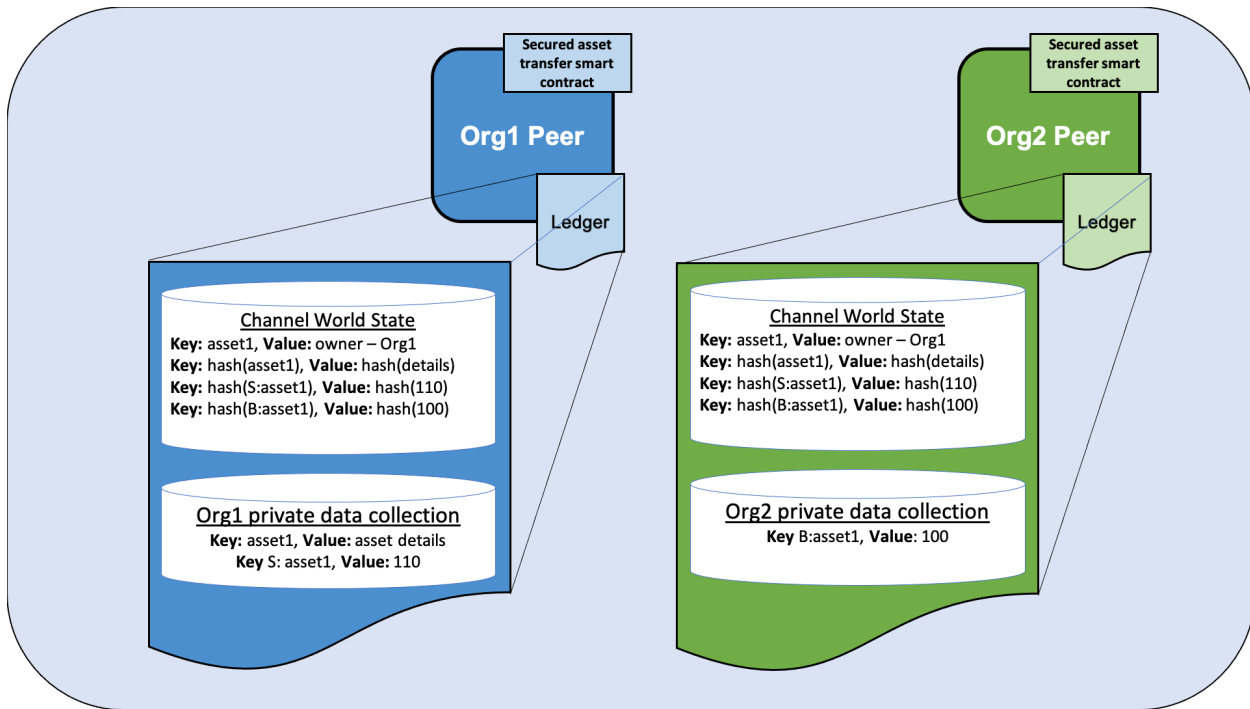 Secured asset
transfer smart
contract
Org1 Peer
Ledger
Channel World State
Key: asset1, Value: owner – Org1
Key: hash(asset1), Value: hash(details)
Key: hash(S:asset1), Value: hash(110)
Key: hash(B:asset1), Value: hash(100)
Org1 private data collection
Key: asset1, Value: asset details
Key S: asset1, Value: 110
Secured asset
transfer smart
contract
Org2 Peer
Ledger
Channel World State
Key: asset1, Value: owner – Org1
Key: hash(asset1), Value: hash(details)
Key: hash(S:asset1), Value: hash(110)
Key: hash(B:asset1), Value: hash(100)
Org2 private data collection
Key B:asset1, Value: 100